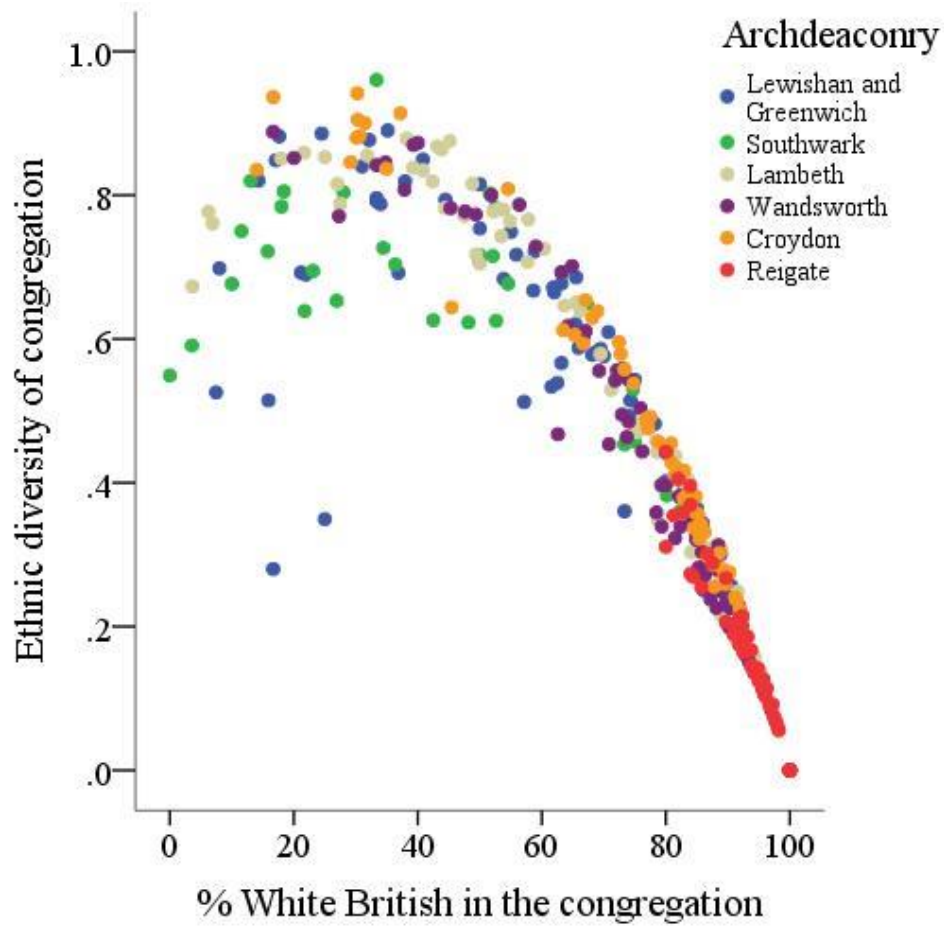 Archdeaconry
Lewishan and
Greenwich
Southwark
Lambeth
Wandsworth
Croydon
Reigate
Ethnic diversity of congregation
1.0
.8
.6
.4
.2
.0
0 20 40 60 80 100
% White British in the congregation